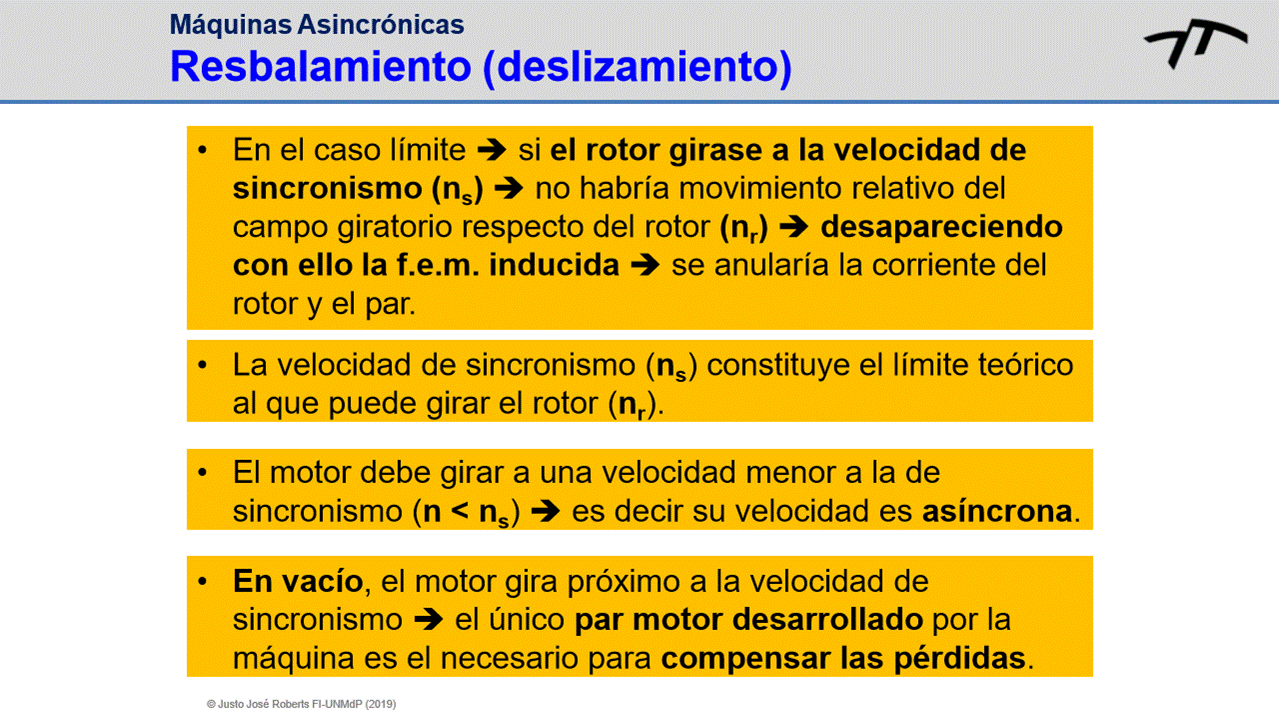 Máquinas Asincrónicas
Resbalamiento (deslizamiento)
• En el caso límite ➔ si el rotor girase a la velocidad de
sincronismo (ns) ➔ no habría movimiento relativo del
campo giratorio respecto del rotor (nr) ➔ desapareciendo
con ello la f.e.m. inducida ➔ se anularía la corriente del
rotor y el par.
• La velocidad de sincronismo (ns) constituye el límite teórico
al que puede girar el rotor (nr).
• El motor debe girar a una velocidad menor a la de
sincronismo (n < ns) ➔ es decir su velocidad es asíncrona.
• En vacío, el motor gira próximo a la velocidad de
sincronismo ➔ el único par motor desarrollado por la
máquina es el necesario para compensar las pérdidas.
© Justo José Roberts FI-UNMdP (2019)